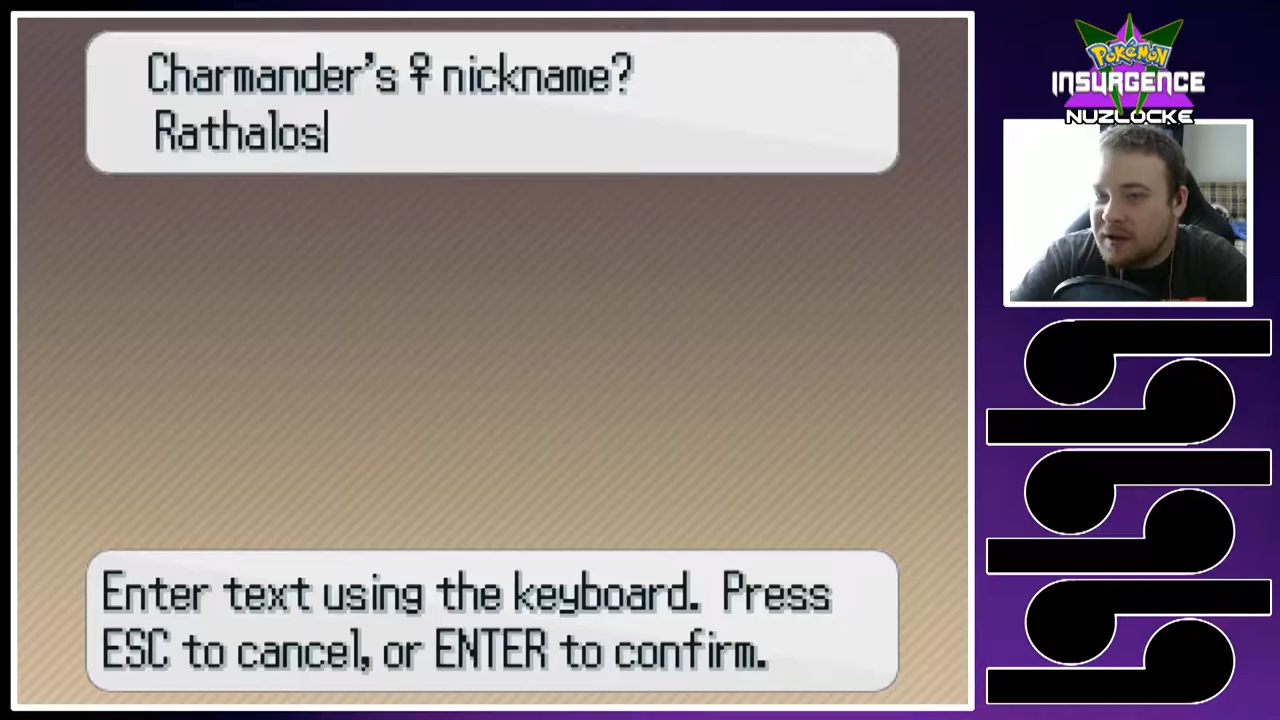 Charmander's ♀ nickname?
Rathalos
Enter text using the keyboard. Press
ESC to cancel, or ENTER to confirm.
POKéMON
INSURGENCE
NUZLOCKE